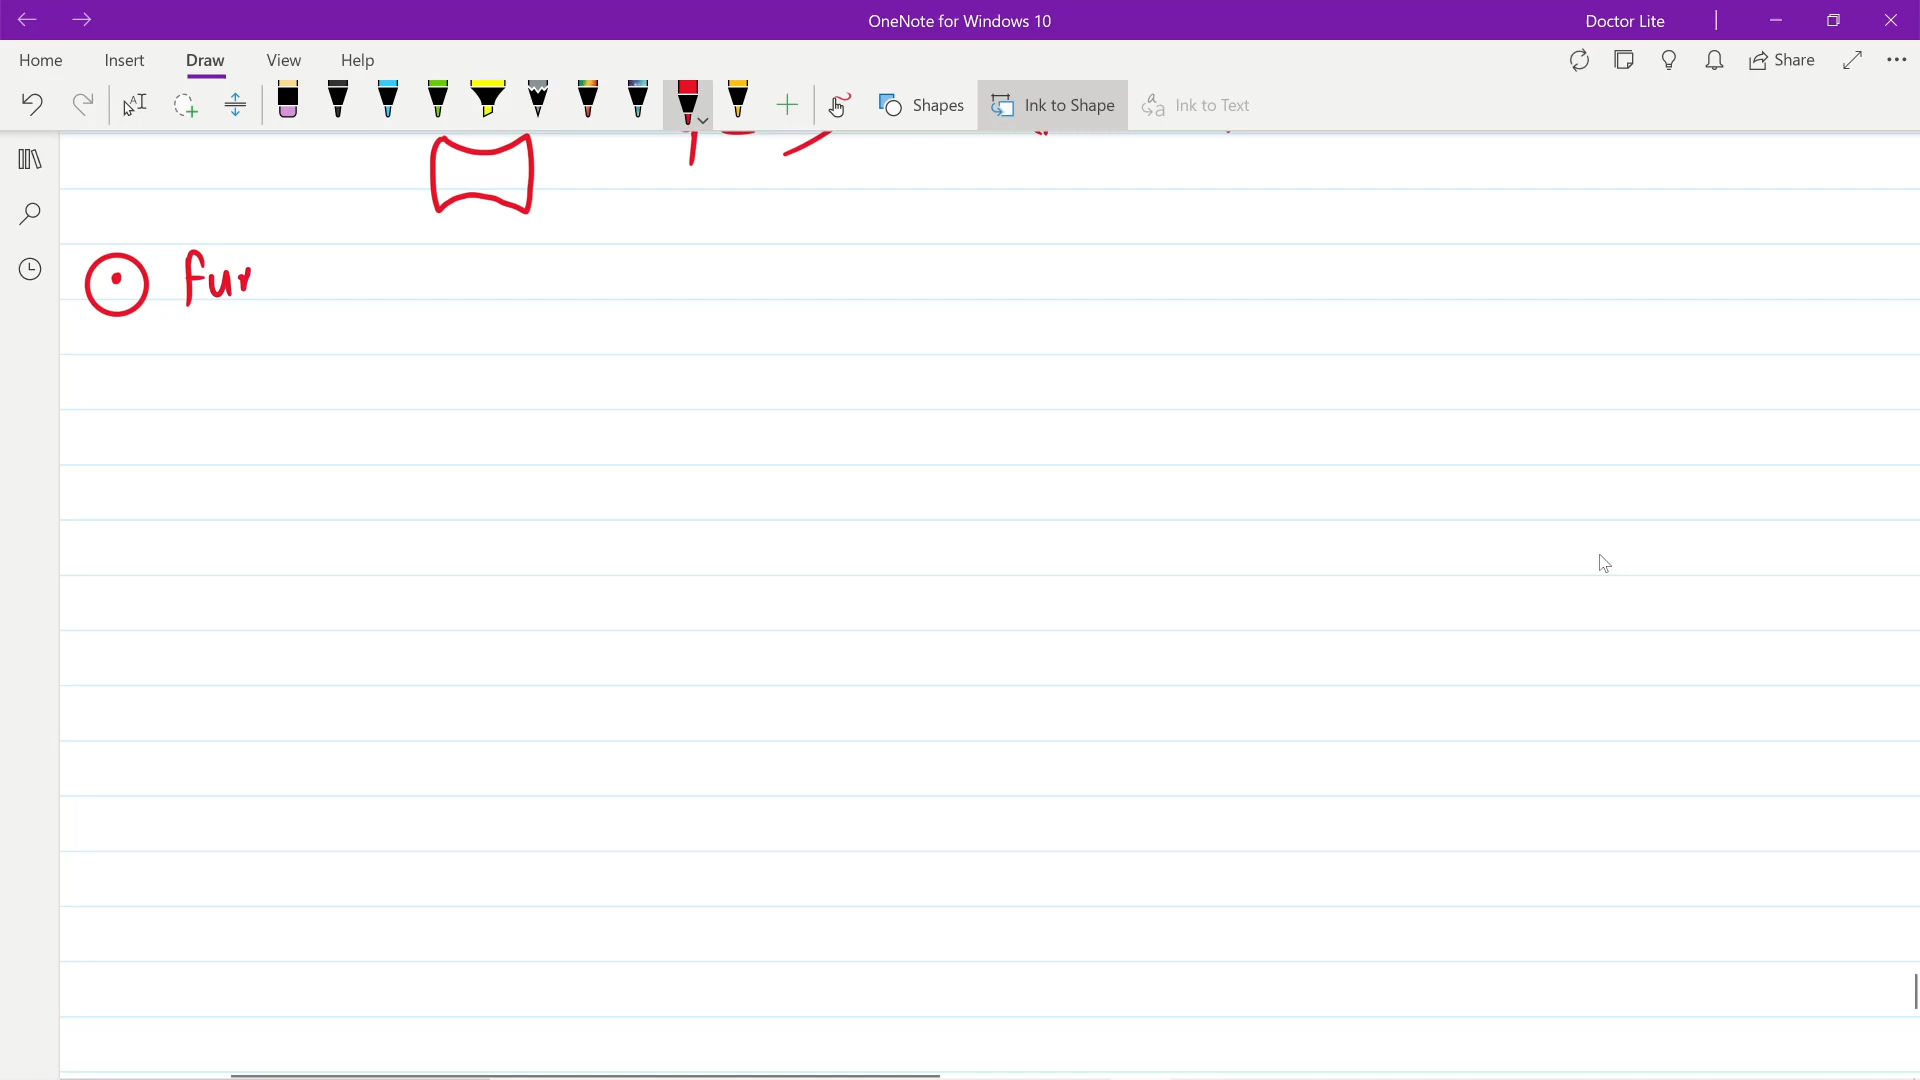 OneNote for Windows 10
Doctor Lite
Home Insert Draw View Help
Share
Shapes Ink to Shape Ink to Text
fur